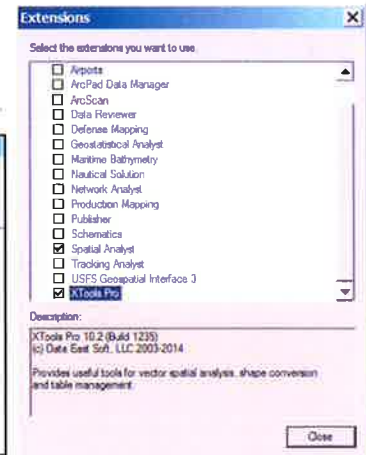 Extensions
Select the extensions you want to use.
Airports
ArcPad Data Manager
ArcScan
Data Reviewer
Defense Mapping
Geostatistical Analyst
Maritime Bathymetry
Nautical Solution
Network Analyst
Production Mapping
Publisher
Schematics
Spatial Analyst
Tracking Analyst
USFS Geospatial Interface 3
XTools Pro
Description:
XTools Pro 10.2 (Build 1235)
(c) Data East Soft, LLC 2003-2014
Provides useful tools for vector spatial analysis, shape conversion
and table management.
Close